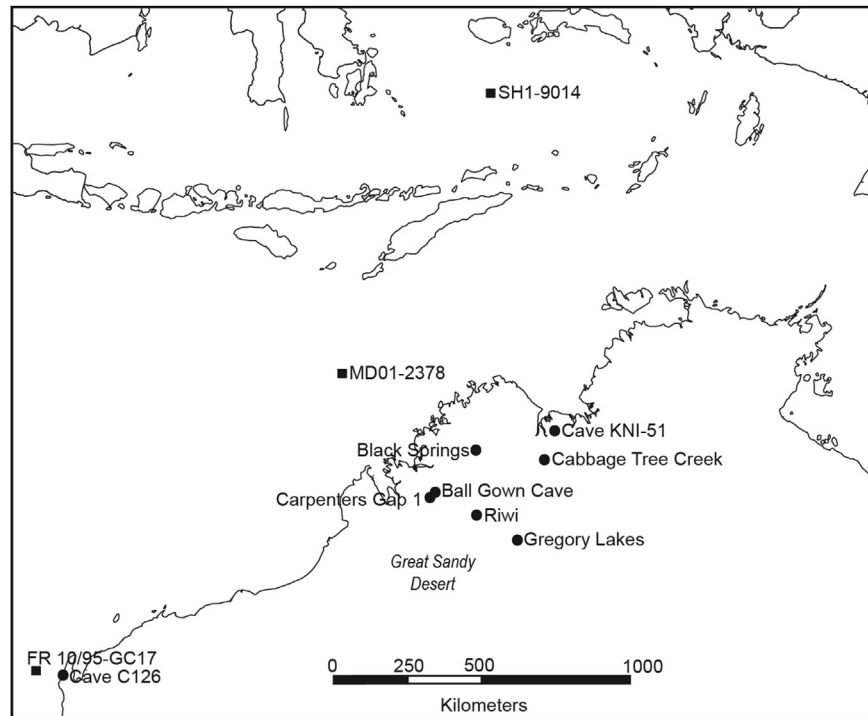 SH1-9014
MD01-2378
Cave KNI-51
Black Springs
Cabbage Tree Creek
Ball Gown Cave
Carpenters Gap 1
Riwi
Gregory Lakes
Great Sandy
Desert
FR 10/95-GC17
Cave C126
0 250 500 1000
Kilometers